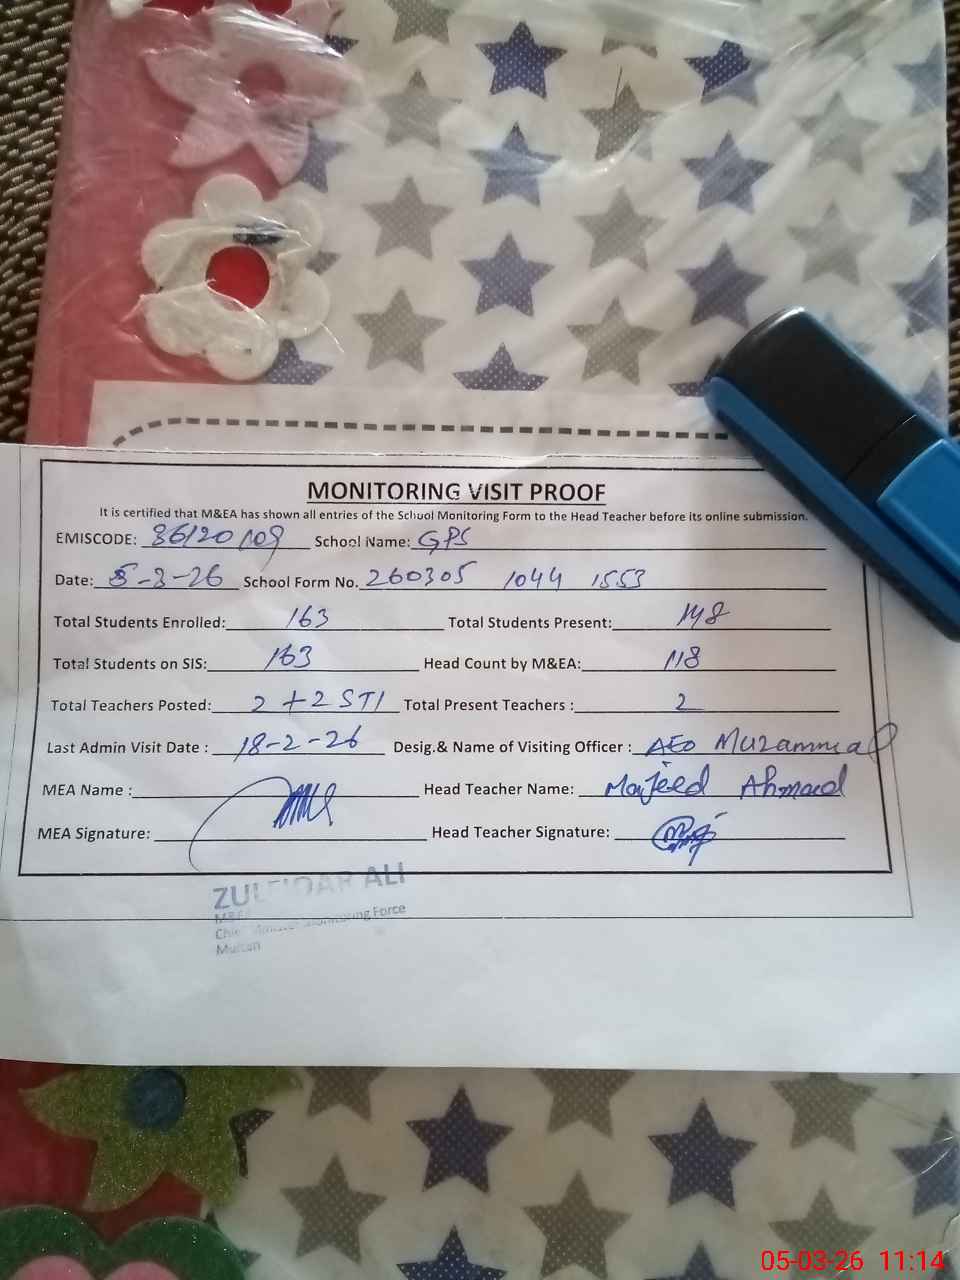 MONITORING VISIT PROOF
It is certified that M&EA has shown all entries of the School Monitoring Form to the Head Teacher before its online submission.
EMISCODE: 36120109 School Name: GPS
Date: 5-3-26 School Form No. 260305 1044 1553
Total Students Enrolled: 163 Total Students Present:
Total Students on SIS: 163 Head Count by M&EA: 118
Total Teachers Posted: 2 + 2 STI Total Present Teachers : 2
Last Admin Visit Date : 18-2-26 Desig.& Name of Visiting Officer : AEO Muzammal
MEA Name : Head Teacher Name: Majeed Ahmad
MEA Signature: Head Teacher Signature:
ZULFIQAR ALI
Chief Minister Monitoring Force
Multan
05-03-26 11:14